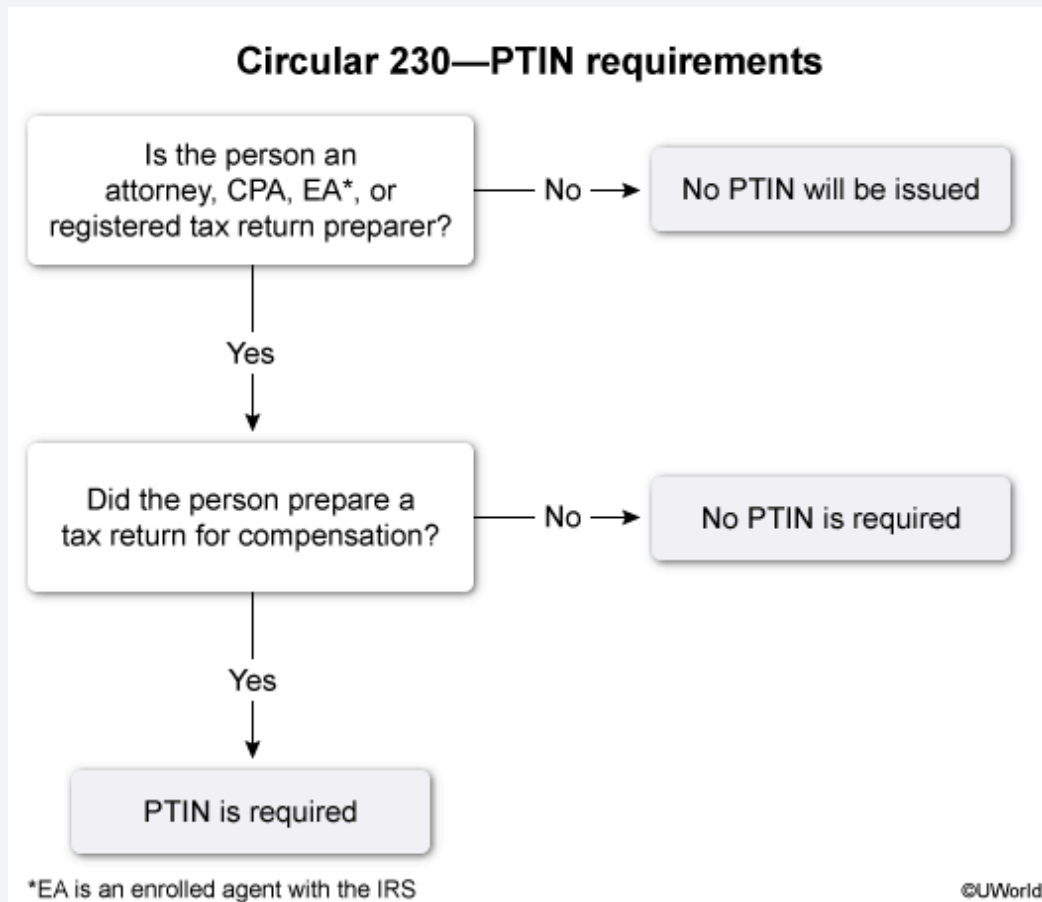 Circular 230—PTIN requirements
Is the person an
attorney, CPA, EA*, or
registered tax return preparer?
No
No PTIN will be issued
Yes
Did the person prepare a
tax return for compensation?
No
No PTIN is required
Yes
PTIN is required
*EA is an enrolled agent with the IRS
©UWorld